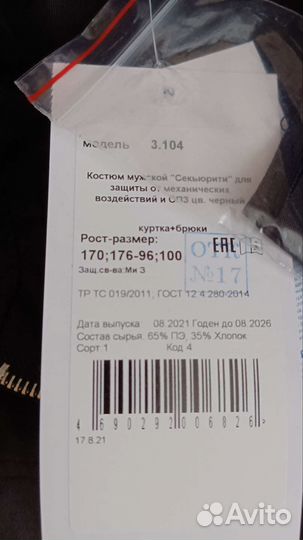 Модель 3.104
Костюм мужской "Секьюрити" для
защиты от механических
воздействий и ОПЗ цв. черный
куртка+брюки
Рост-размер:
170;176-96;100
ЕАС
ОТК
№17
Защ.св-ва:Ми З
ТР ТС 019/2011, ГОСТ 12.4.280-2014
Дата выпуска 08.2021 Годен до 08.2026
Состав сырья: 65% ПЭ, 35% Хлопок
Сорт 1 Код 4
4 690292 006826 >
17.8.21
Avito